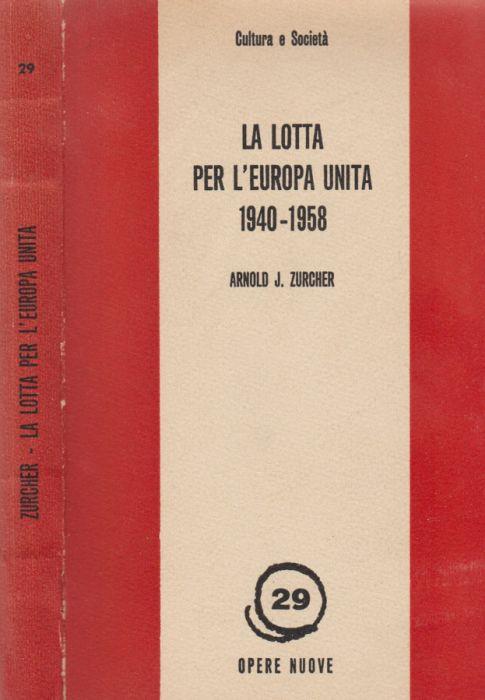 29
ZURCHER - LA LOTTA PER L'EUROPA UNITA
Cultura e Società
LA LOTTA
PER L'EUROPA UNITA
1940-1958
ARNOLD J. ZURCHER
29
OPERE NUOVE